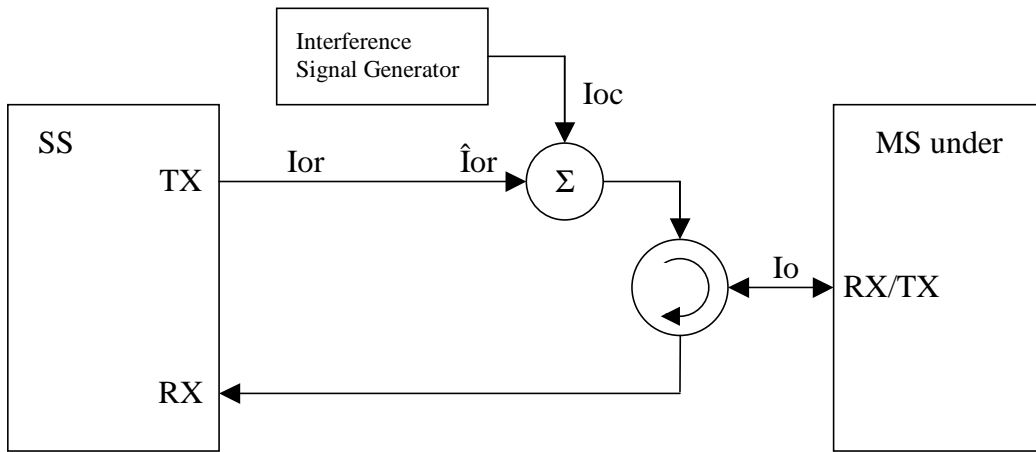 Interference
Signal Generator
Ioc
SS
MS under
TX
Ior
Îor
Σ
Io
RX/TX
RX